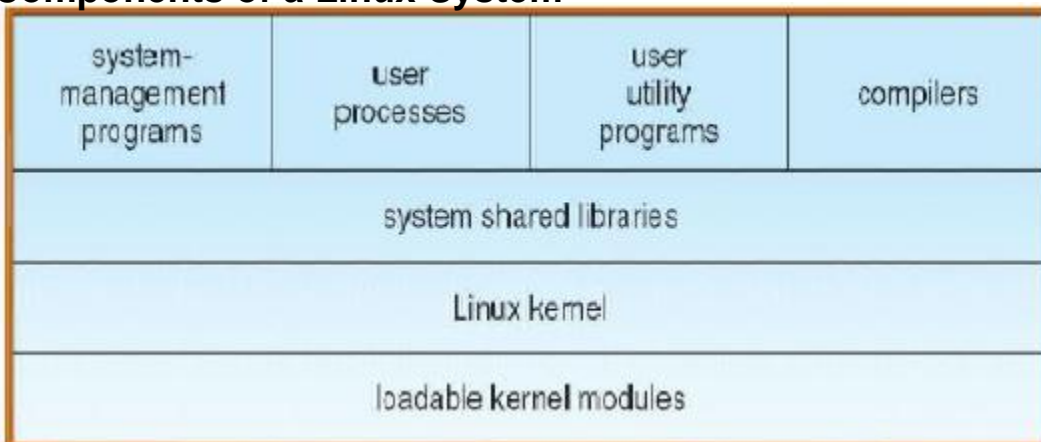 Components of a Linux System
system-
management
programs
user
processes
user
utility
programs
compilers
system shared libraries
Linux kernel
loadable kernel modules